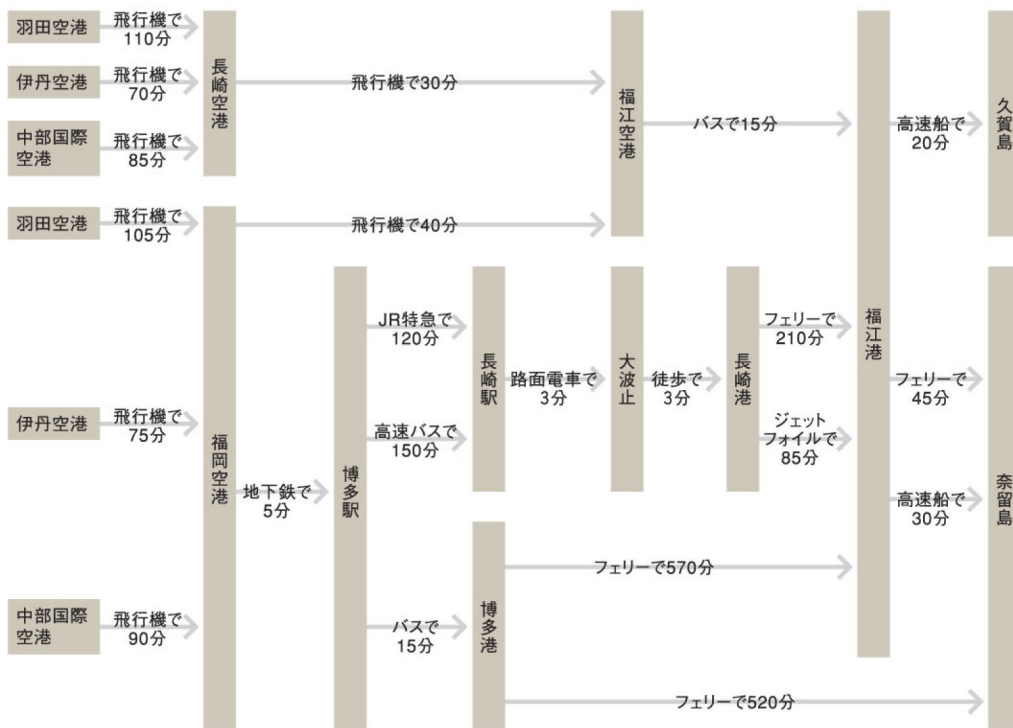 羽田空港
飛行機で
110分
伊丹空港
飛行機で
70分
中部国際
空港
飛行機で
85分
長崎空港
飛行機で30分
福江空港
バスで15分
高速船で
20分
久賀島
羽田空港
飛行機で
105分
飛行機で40分
伊丹空港
飛行機で
75分
中部国際
空港
飛行機で
90分
福岡空港
地下鉄で
5分
博多駅
JR特急で
120分
高速バスで
150分
長崎駅
路面電車で
3分
大波止
徒歩で
3分
長崎港
フェリーで
210分
ジェット
フォイルで
85分
福江港
フェリーで
45分
高速船で
30分
奈留島
バスで
15分
博多港
フェリーで570分
フェリーで520分